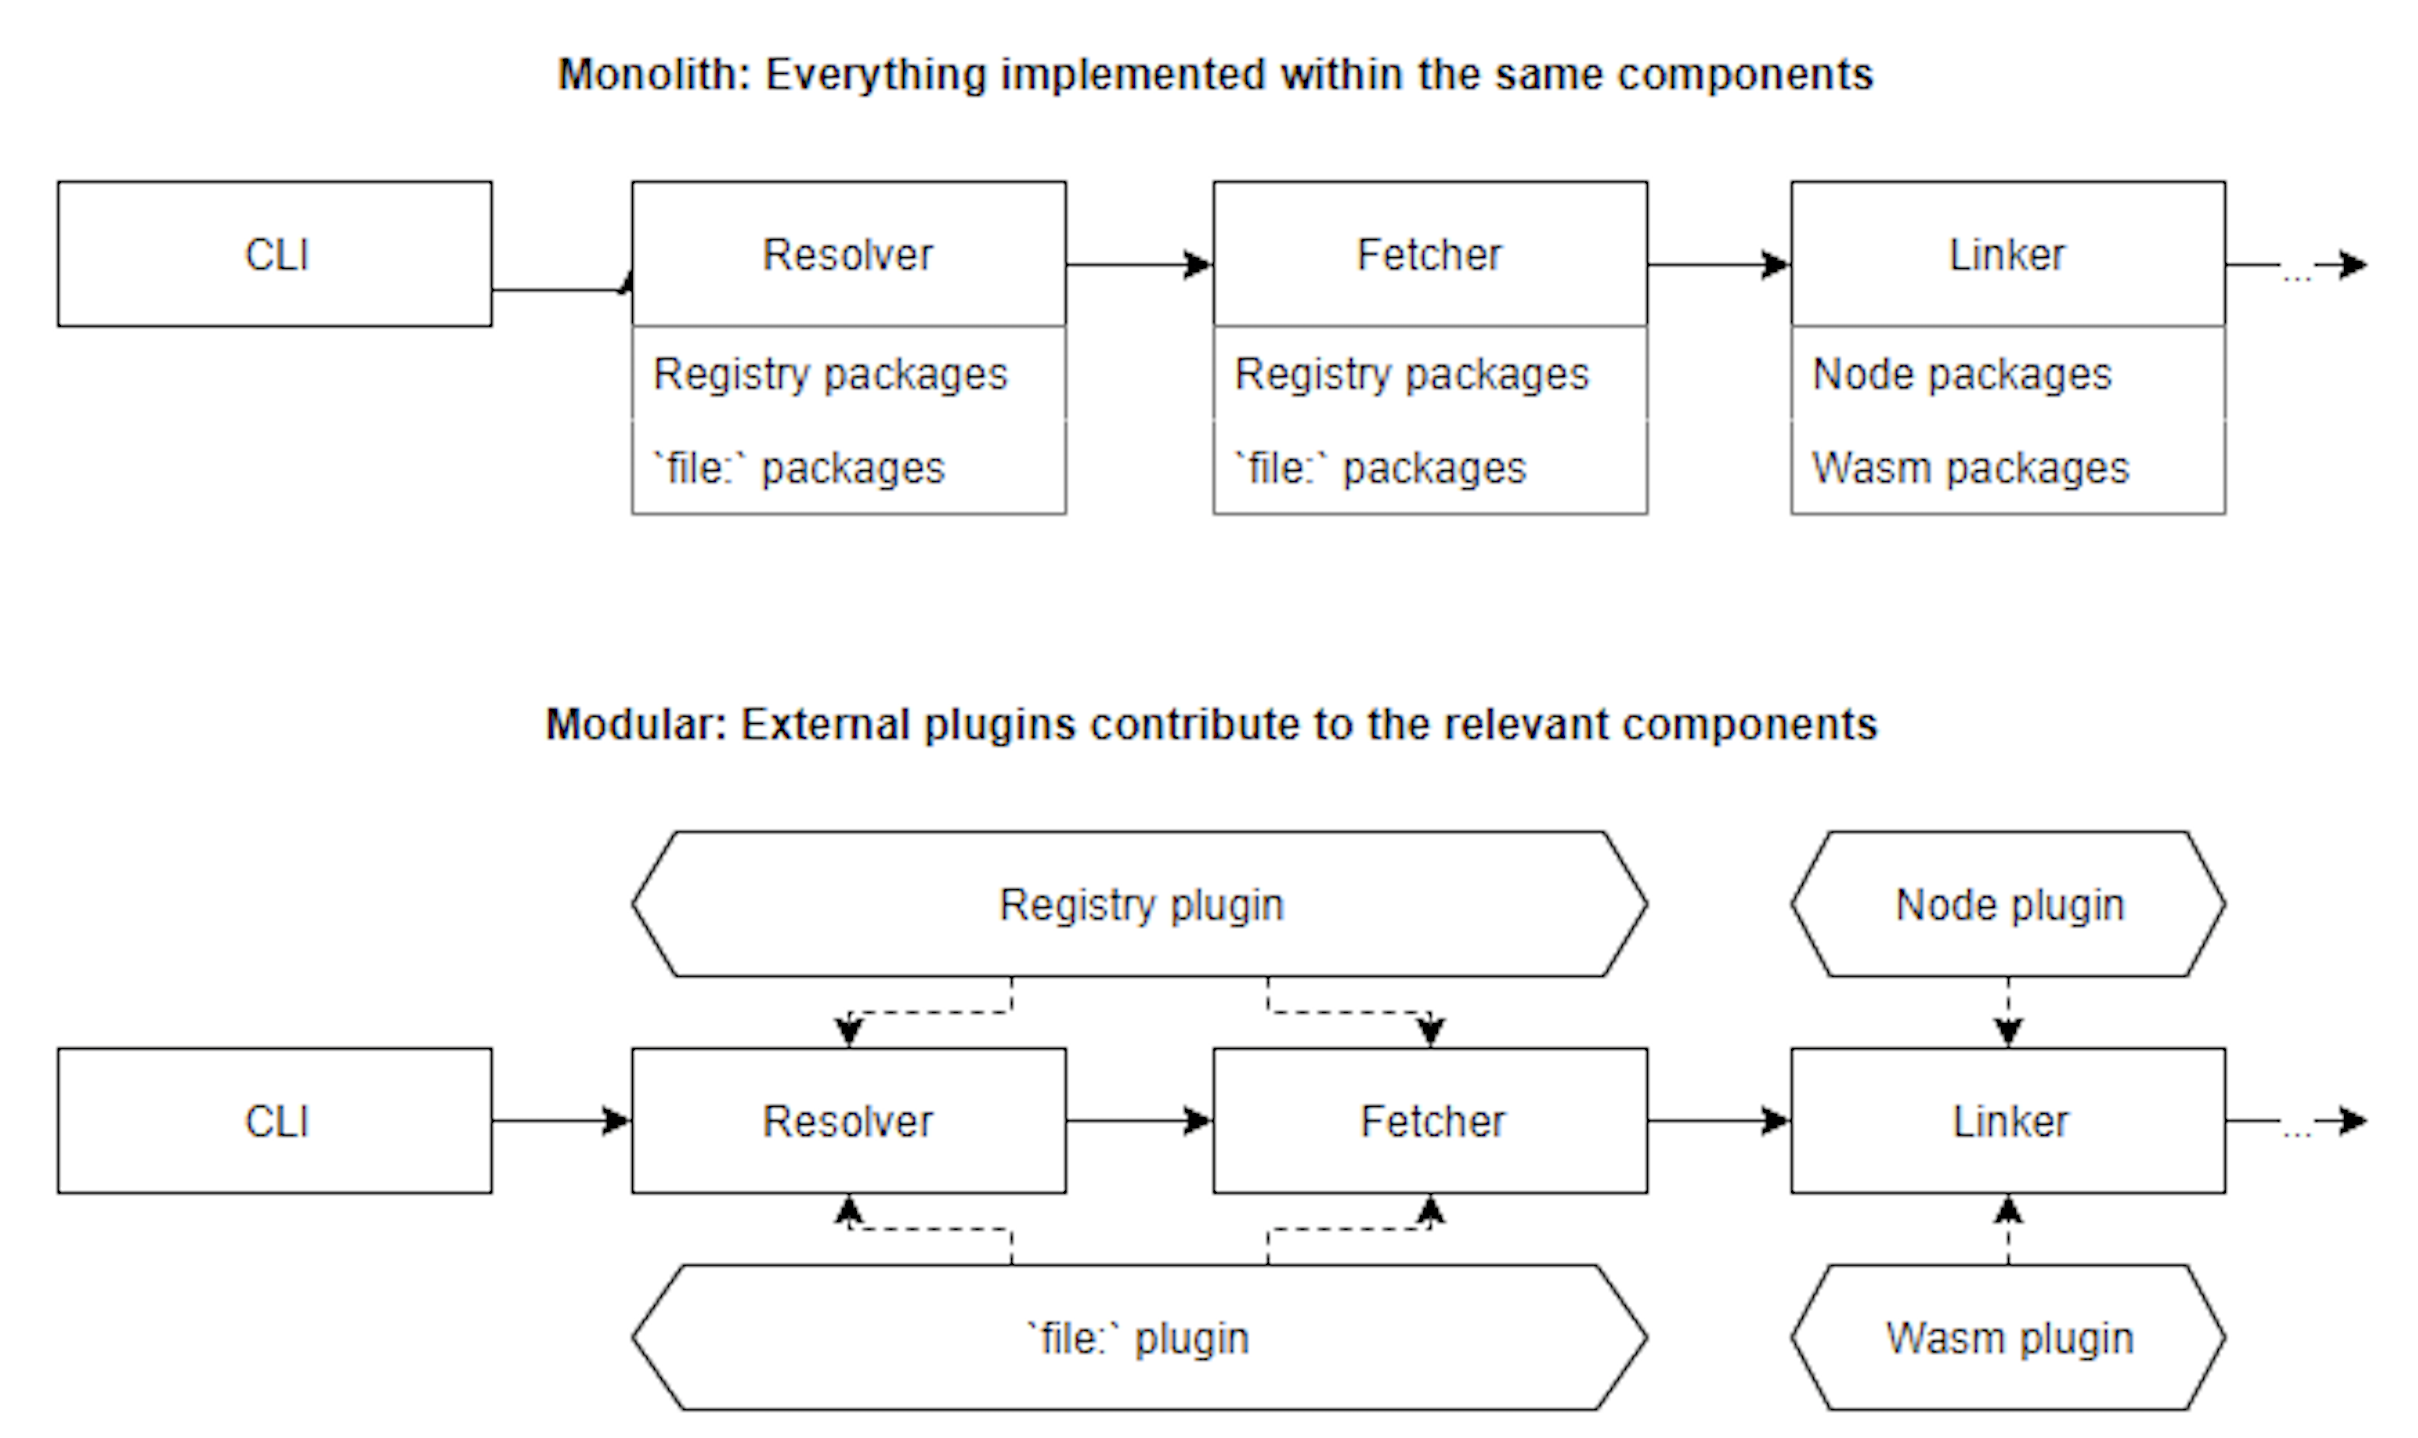 Monolith: Everything implemented within the same components
CLI
Resolver
Fetcher
Linker
...
Registry packages
`file:` packages
Registry packages
`file:` packages
Node packages
Wasm packages
Modular: External plugins contribute to the relevant components
Registry plugin
Node plugin
CLI
Resolver
Fetcher
Linker
...
`file:` plugin
Wasm plugin